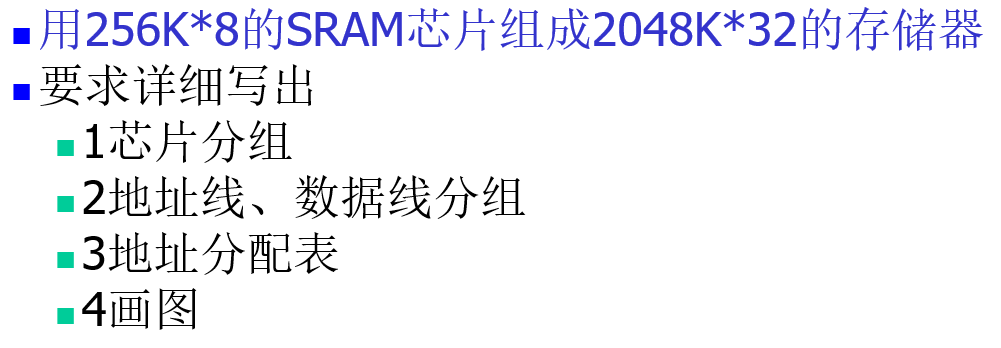 用256K*8的SRAM芯片组成2048K*32的存储器
要求详细写出
1芯片分组
2地址线、数据线分组
3地址分配表
4画图